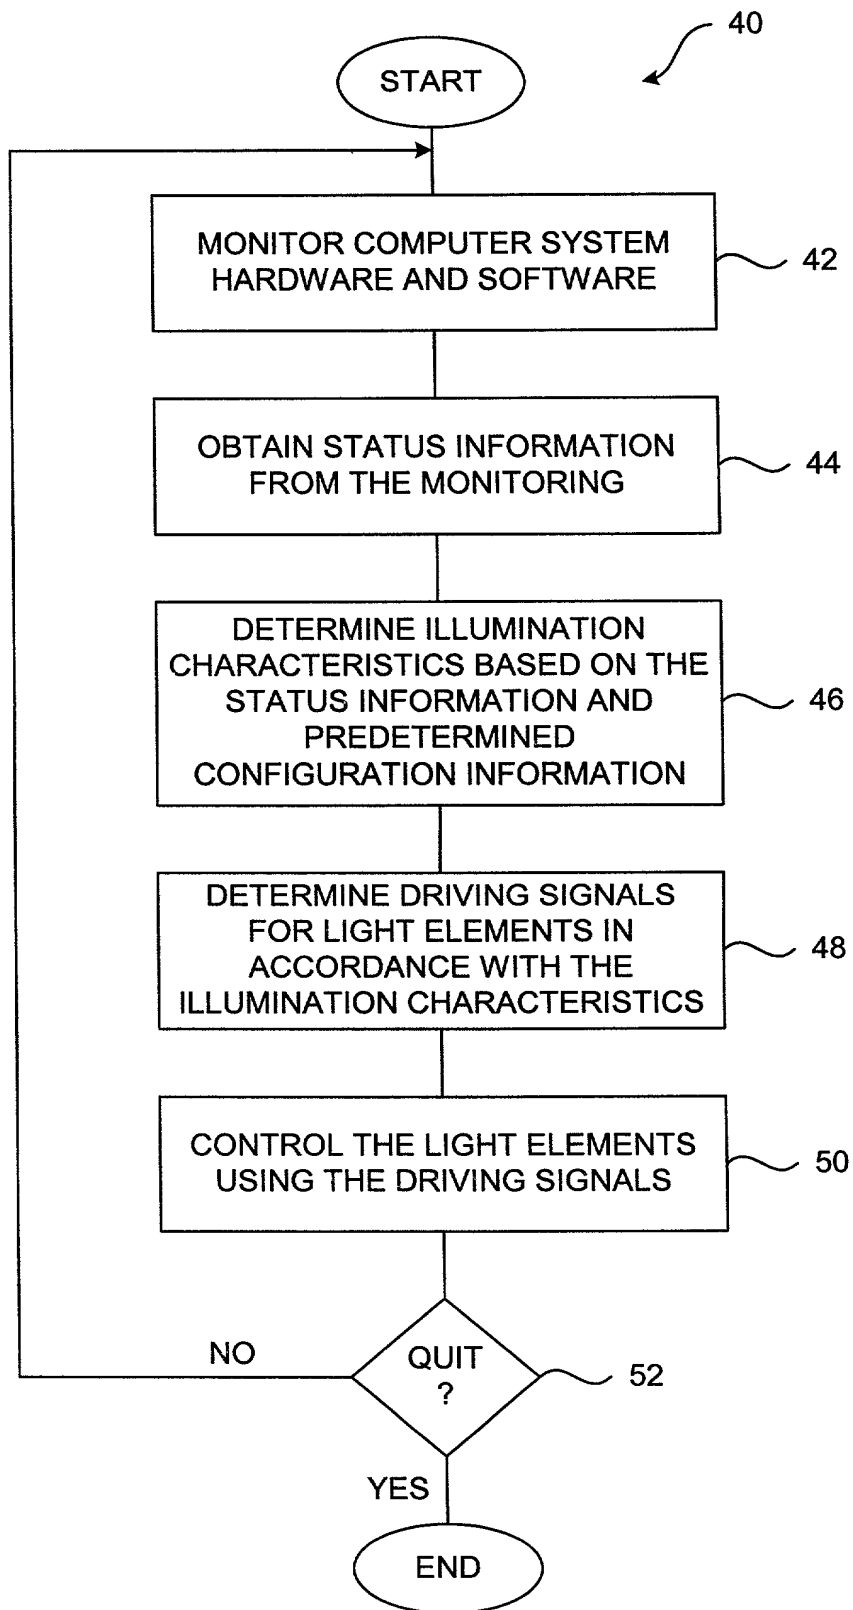 40
START
MONITOR COMPUTER SYSTEM
HARDWARE AND SOFTWARE
42
OBTAIN STATUS INFORMATION
FROM THE MONITORING
44
DETERMINE ILLUMINATION
CHARACTERISTICS BASED ON THE
STATUS INFORMATION AND
PREDETERMINED
CONFIGURATION INFORMATION
46
DETERMINE DRIVING SIGNALS
FOR LIGHT ELEMENTS IN
ACCORDANCE WITH THE
ILLUMINATION CHARACTERISTICS
48
CONTROL THE LIGHT ELEMENTS
USING THE DRIVING SIGNALS
50
NO
QUIT
?
52
YES
END